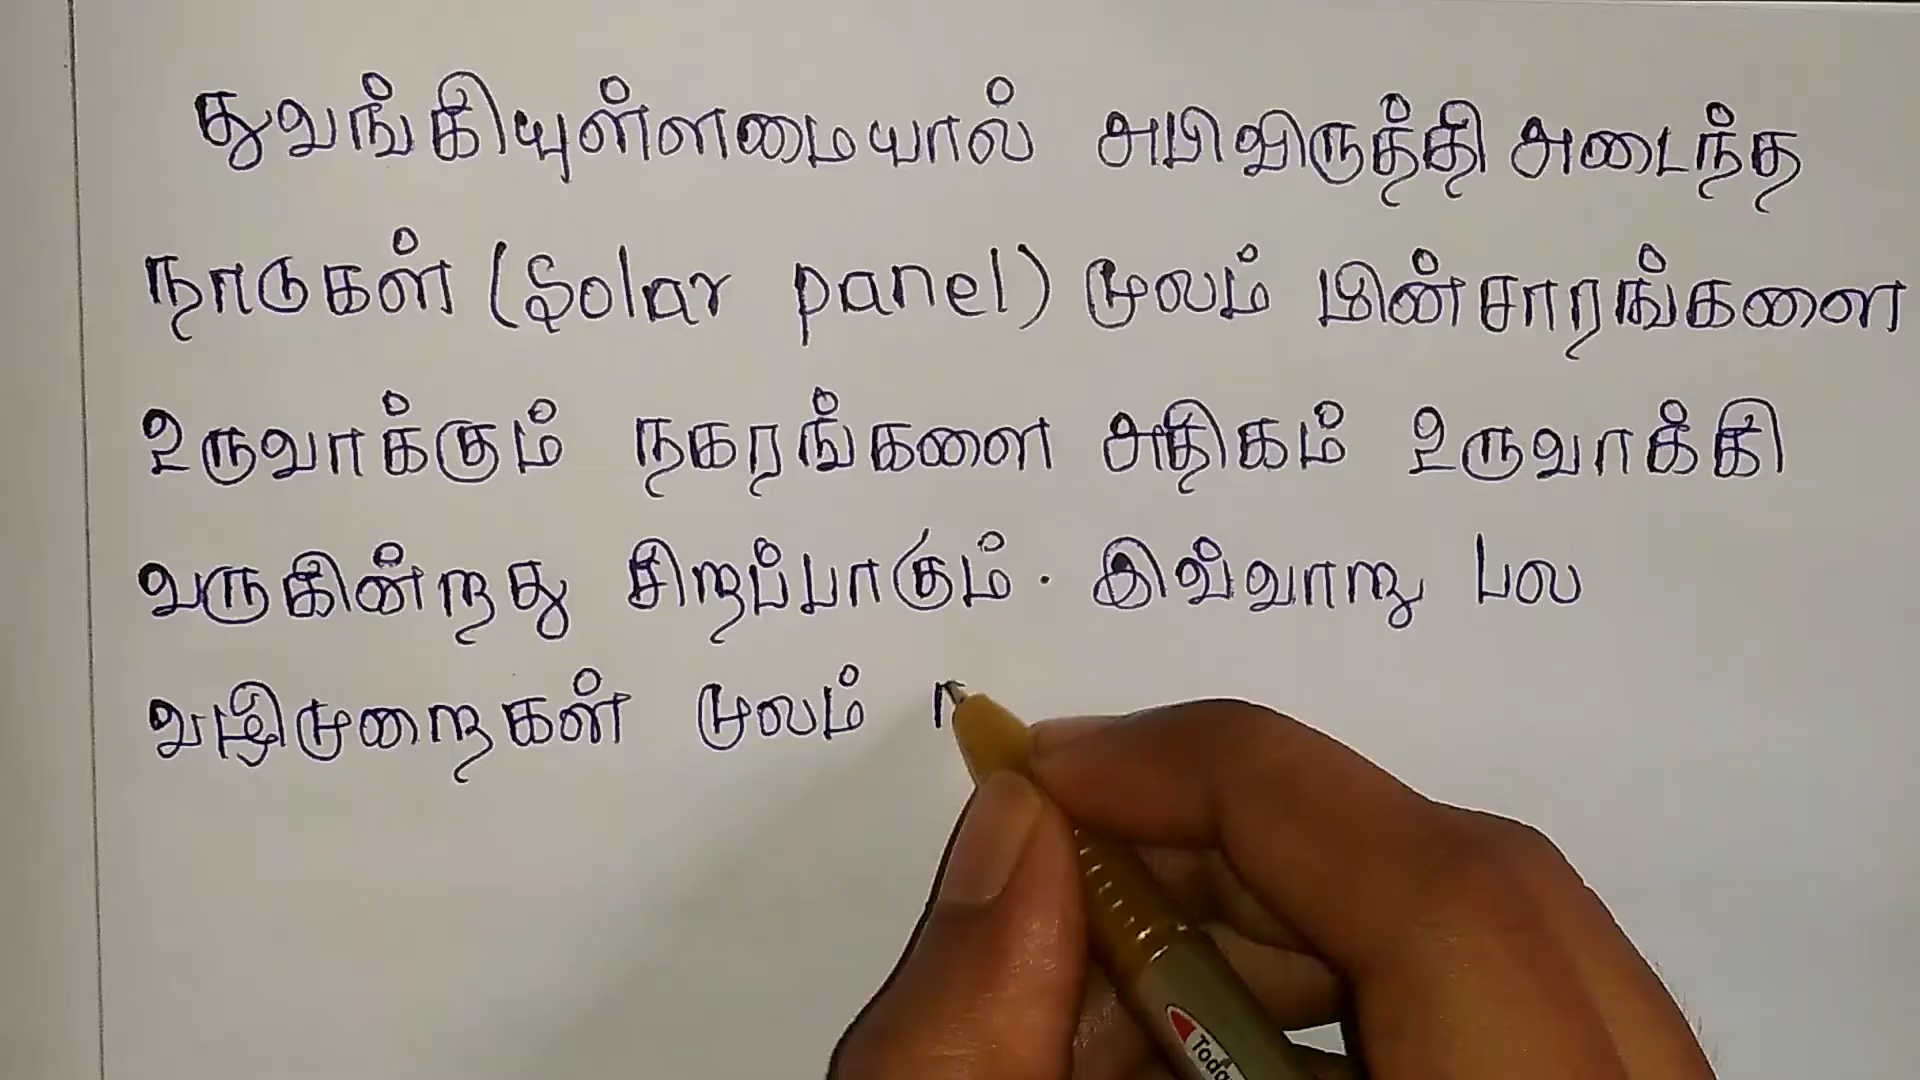 துவங்கியுள்ளமையால் அபிவிருத்தி அடைந்த
நாடுகள் (Solar panel) மூலம் மின்சாரங்களை
உருவாக்கும் நகரங்களை அதிகம் உருவாக்கி
வருகின்றது சிறப்பாகும். இவ்வாறு பல
வழிமுறைகள் மூலம்